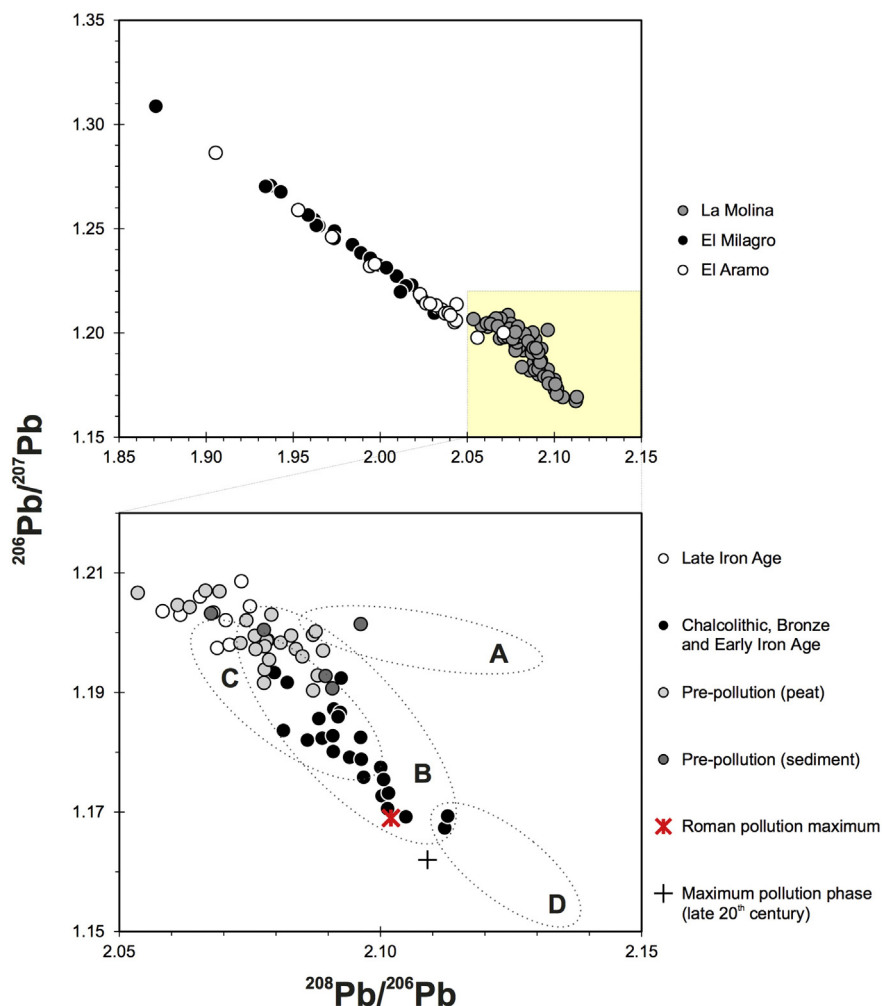 1.35
1.30
1.25
1.20
1.15
1.85
1.90
1.95
2.00
2.05
2.10
2.15
La Molina
El Milagro
El Aramo
206Pb/207Pb
1.21
1.19
1.17
1.15
A
C
B
D
2.05
2.10
2.15
208Pb/206Pb
Late Iron Age
Chalcolithic, Bronze
and Early Iron Age
Pre-pollution (peat)
Pre-pollution (sediment)
Roman pollution maximum
Maximum pollution phase
(late 20th century)